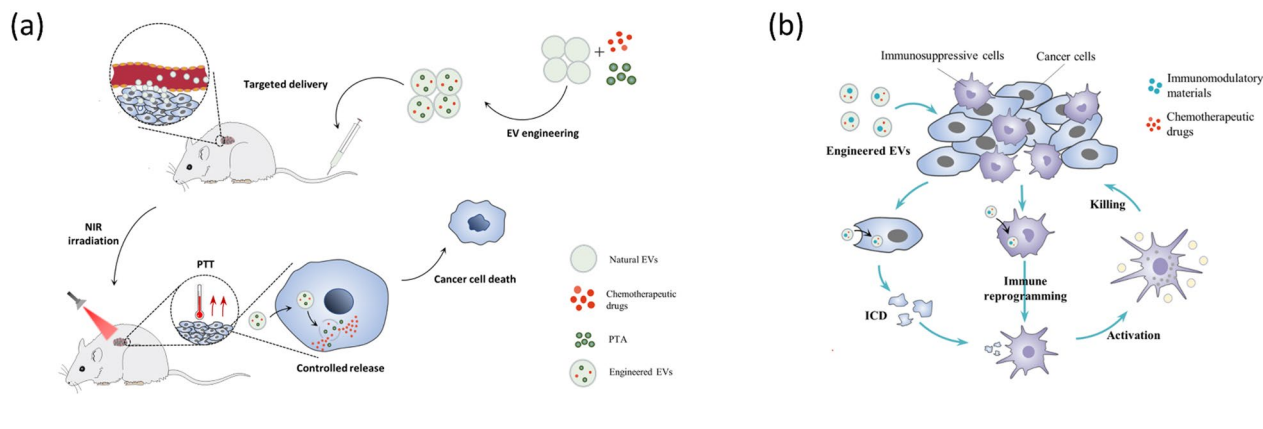 (a)
Targeted delivery
+
EV engineering
NIR
irradiation
PTT
Cancer cell death
Controlled release
Natural EVs
Chemotherapeutic
drugs
PTA
Engineered EVs
(b)
Immunosuppressive cells
Cancer cells
Immunomodulatory
materials
Chemotherapeutic
drugs
Engineered EVs
Killing
Immune
reprogramming
ICD
Activation